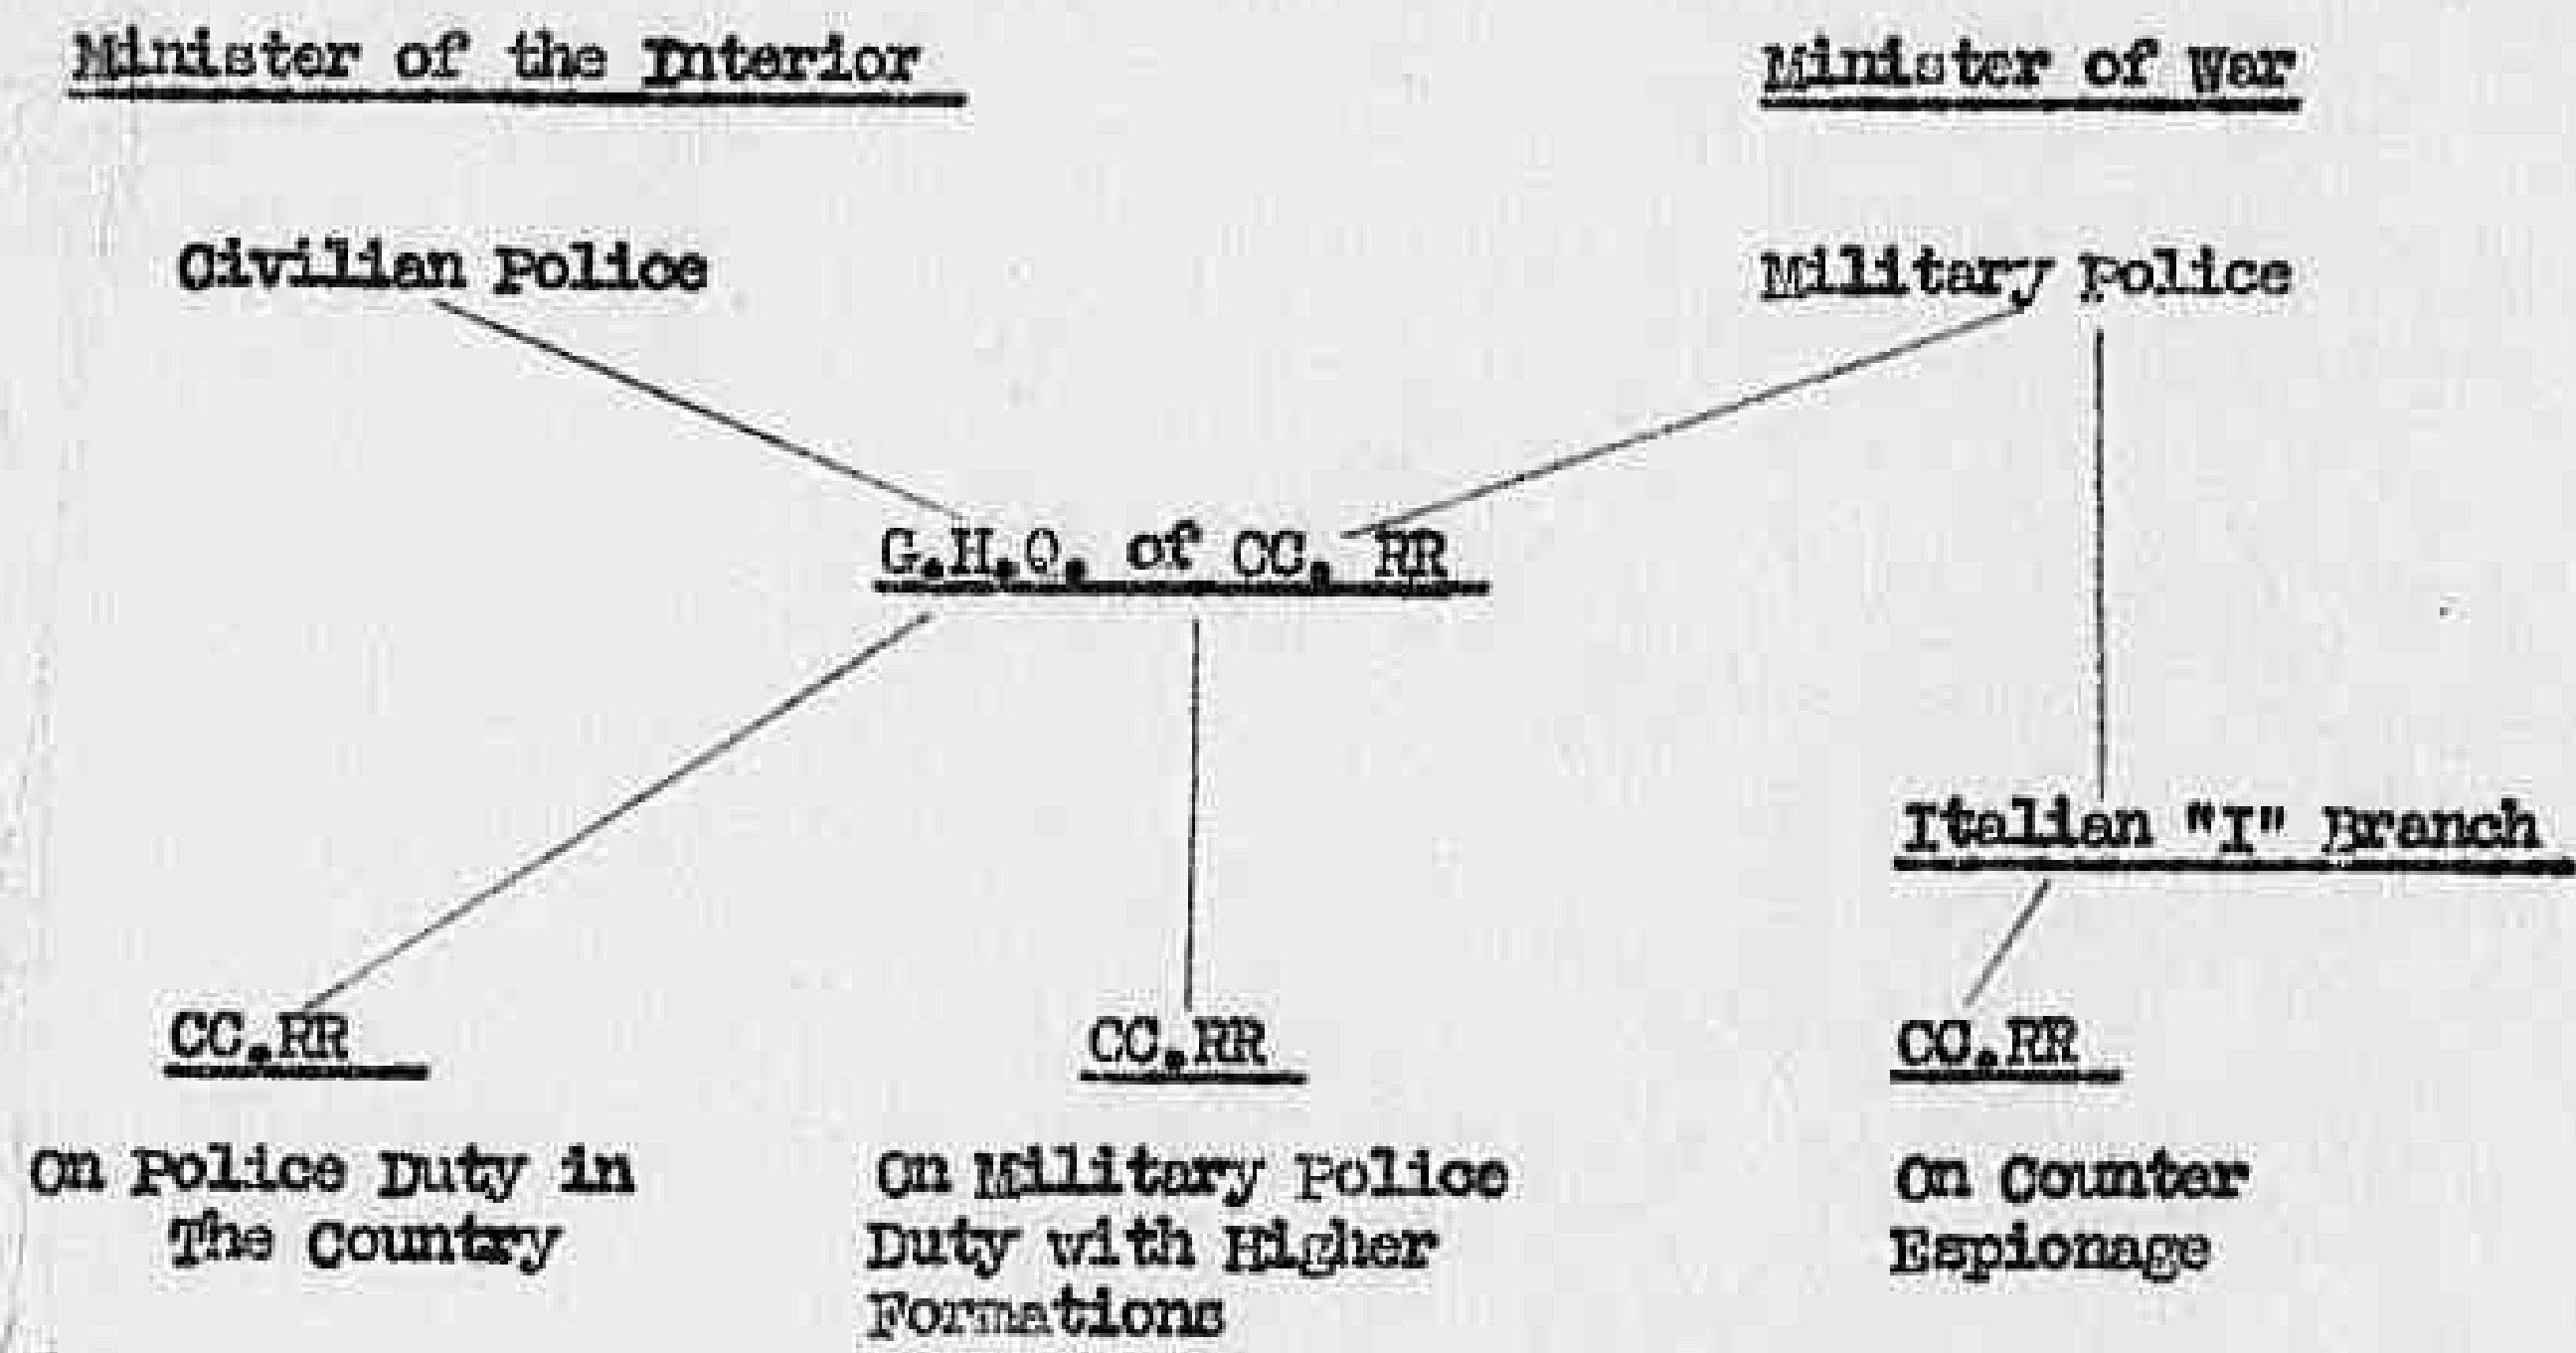 Minister of the Interior
Minister of War
Civilian Police
Military Police
G.H.Q. of CC. RR
Italian "I" Branch
CC.RR
CC.RR
CC.RR
On Police Duty in
The Country
On Military Police
Duty with Higher
Formations
On Counter
Espionage